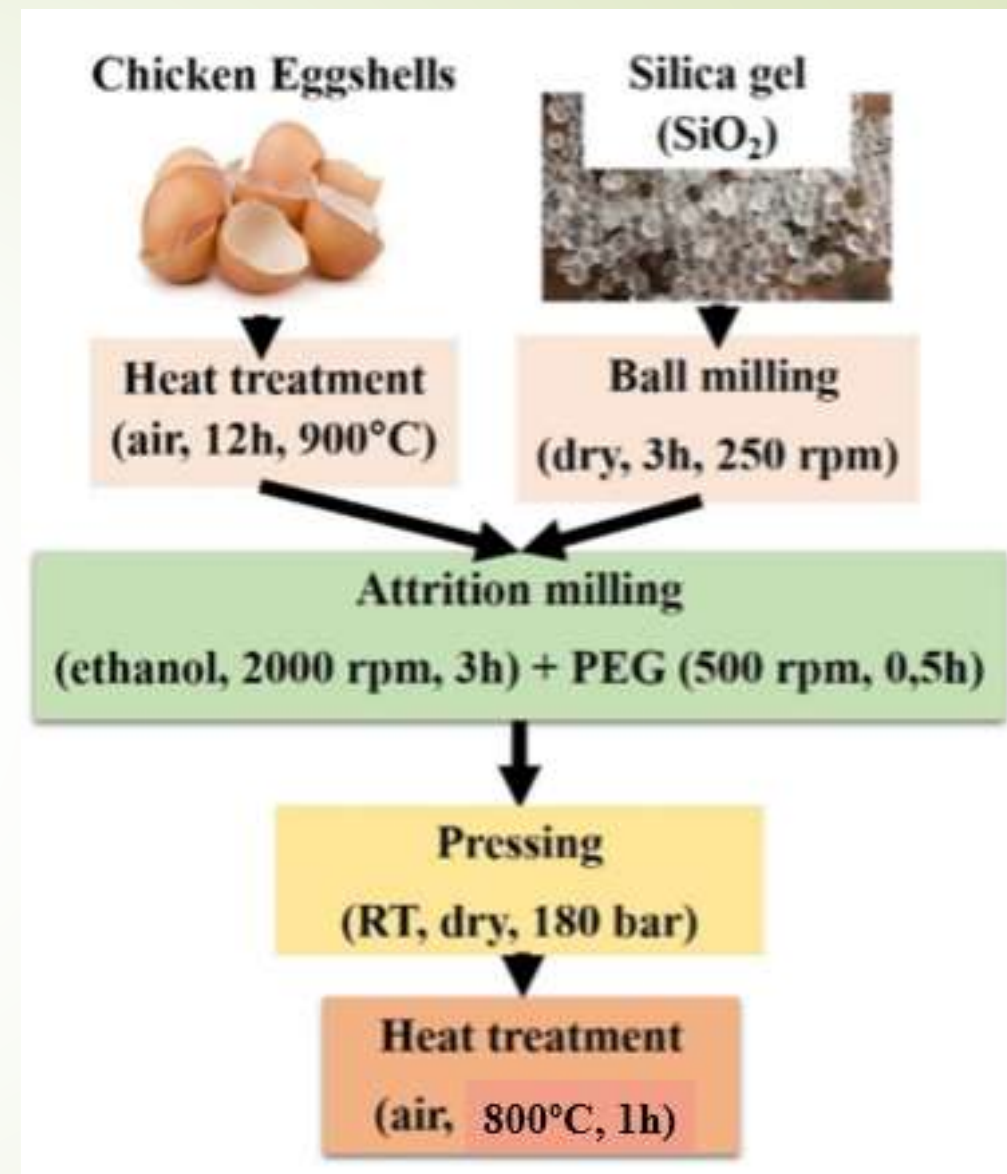 Chicken Eggshells
Silica gel
(SiO₂)
Heat treatment
(air, 12h, 900°C)
Ball milling
(dry, 3h, 250 rpm)
Attrition milling
(ethanol, 2000 rpm, 3h) + PEG (500 rpm, 0,5h)
Pressing
(RT, dry, 180 bar)
Heat treatment
(air, 800°C, 1h)